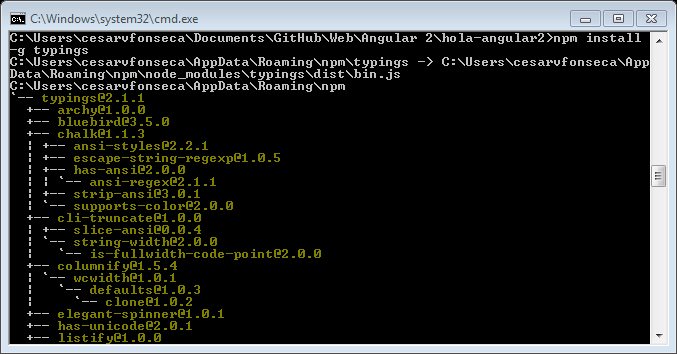 C:\Windows\system32\cmd.exe
C:\Users\cesarvfonseca\Documents\GitHub\Web\Angular 2\hola-angular2>npm install
-g typings
C:\Users\cesarvfonseca\AppData\Roaming\npm\typings -> C:\Users\cesarvfonseca\App
Data\Roaming\npm\node_modules\typings\dist\bin.js
C:\Users\cesarvfonseca\AppData\Roaming\npm
`-- typings@2.1.1
  +-- archy@1.0.0
  +-- bluebird@3.5.0
  +-- chalk@1.1.3
  | +-- ansi-styles@2.2.1
  | +-- escape-string-regexp@1.0.5
  | +-- has-ansi@2.0.0
  | | `-- ansi-regex@2.1.1
  | +-- strip-ansi@3.0.1
  | `-- supports-color@2.0.0
  +-- cli-truncate@1.0.0
  | +-- slice-ansi@0.0.4
  | `-- string-width@2.0.0
  |   `-- is-fullwidth-code-point@2.0.0
  +-- columnify@1.5.4
  | `-- wcwidth@1.0.1
  |   `-- defaults@1.0.3
  |     `-- clone@1.0.2
  +-- elegant-spinner@1.0.1
  +-- has-unicode@2.0.1
  +-- listify@1.0.0